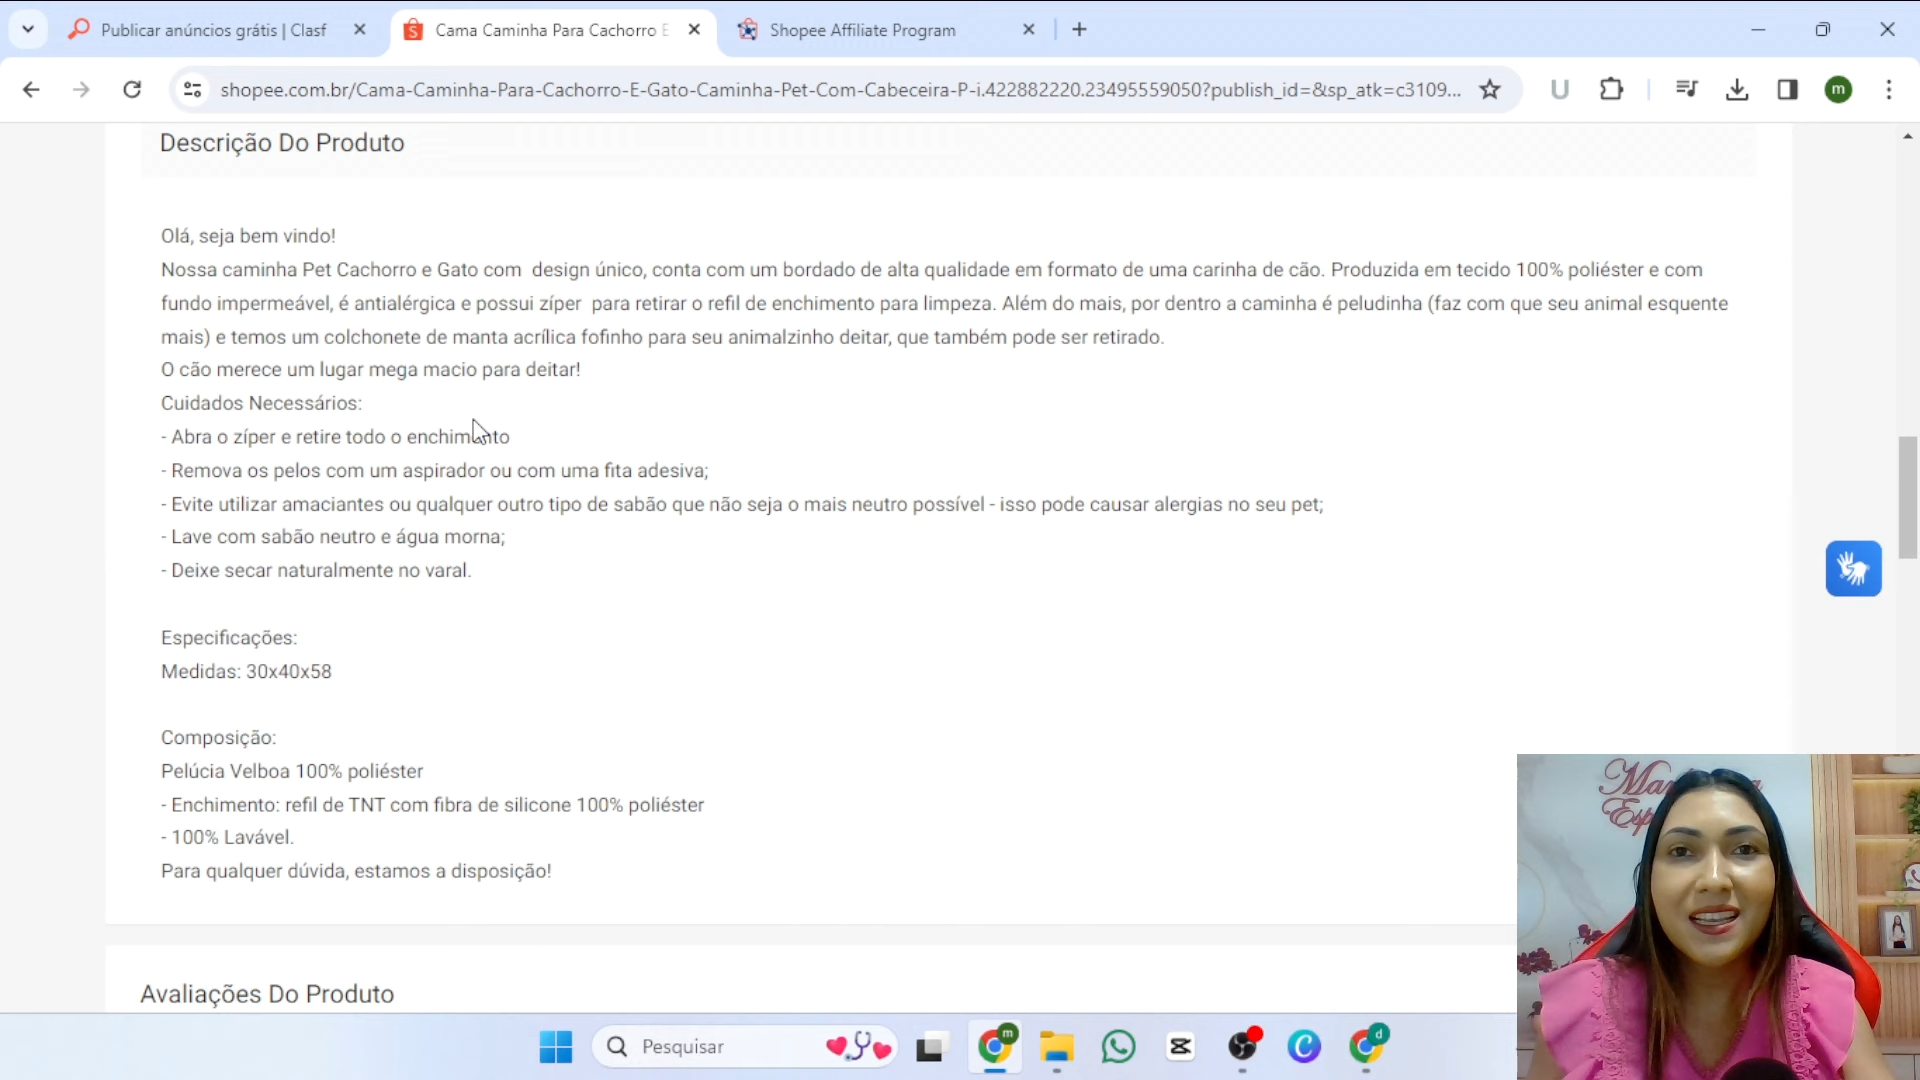 Publicar anúncios grátis | Clasf
Cama Caminha Para Cachorro E
Shopee Affiliate Program
shopee.com.br/Cama-Caminha-Para-Cachorro-E-Gato-Caminha-Pet-Com-Cabeceira-P-i.422882220.23495559050?publish_id=&sp_atk=c3109...
m
Descrição Do Produto
Olá, seja bem vindo!
Nossa caminha Pet Cachorro e Gato com design único, conta com um bordado de alta qualidade em formato de uma carinha de cão. Produzida em tecido 100% poliéster e com
fundo impermeável, é antialérgica e possui zíper para retirar o refil de enchimento para limpeza. Além do mais, por dentro a caminha é peludinha (faz com que seu animal esquente
mais) e temos um colchonete de manta acrílica fofinho para seu animalzinho deitar, que também pode ser retirado.
O cão merece um lugar mega macio para deitar!
Cuidados Necessários:
- Abra o zíper e retire todo o enchimento
- Remova os pelos com um aspirador ou com uma fita adesiva;
- Evite utilizar amaciantes ou qualquer outro tipo de sabão que não seja o mais neutro possível - isso pode causar alergias no seu pet;
- Lave com sabão neutro e água morna;
- Deixe secar naturalmente no varal.
Especificações:
Medidas: 30x40x58
Composição:
Pelúcia Velboa 100% poliéster
- Enchimento: refil de TNT com fibra de silicone 100% poliéster
- 100% Lavável.
Para qualquer dúvida, estamos a disposição!
Avaliações Do Produto
Pesquisar
m
d